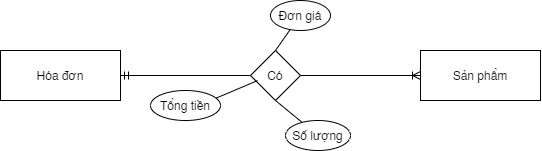 Đơn giá
Hóa đơn
Có
Sản phẩm
Tổng tiền
Số lượng